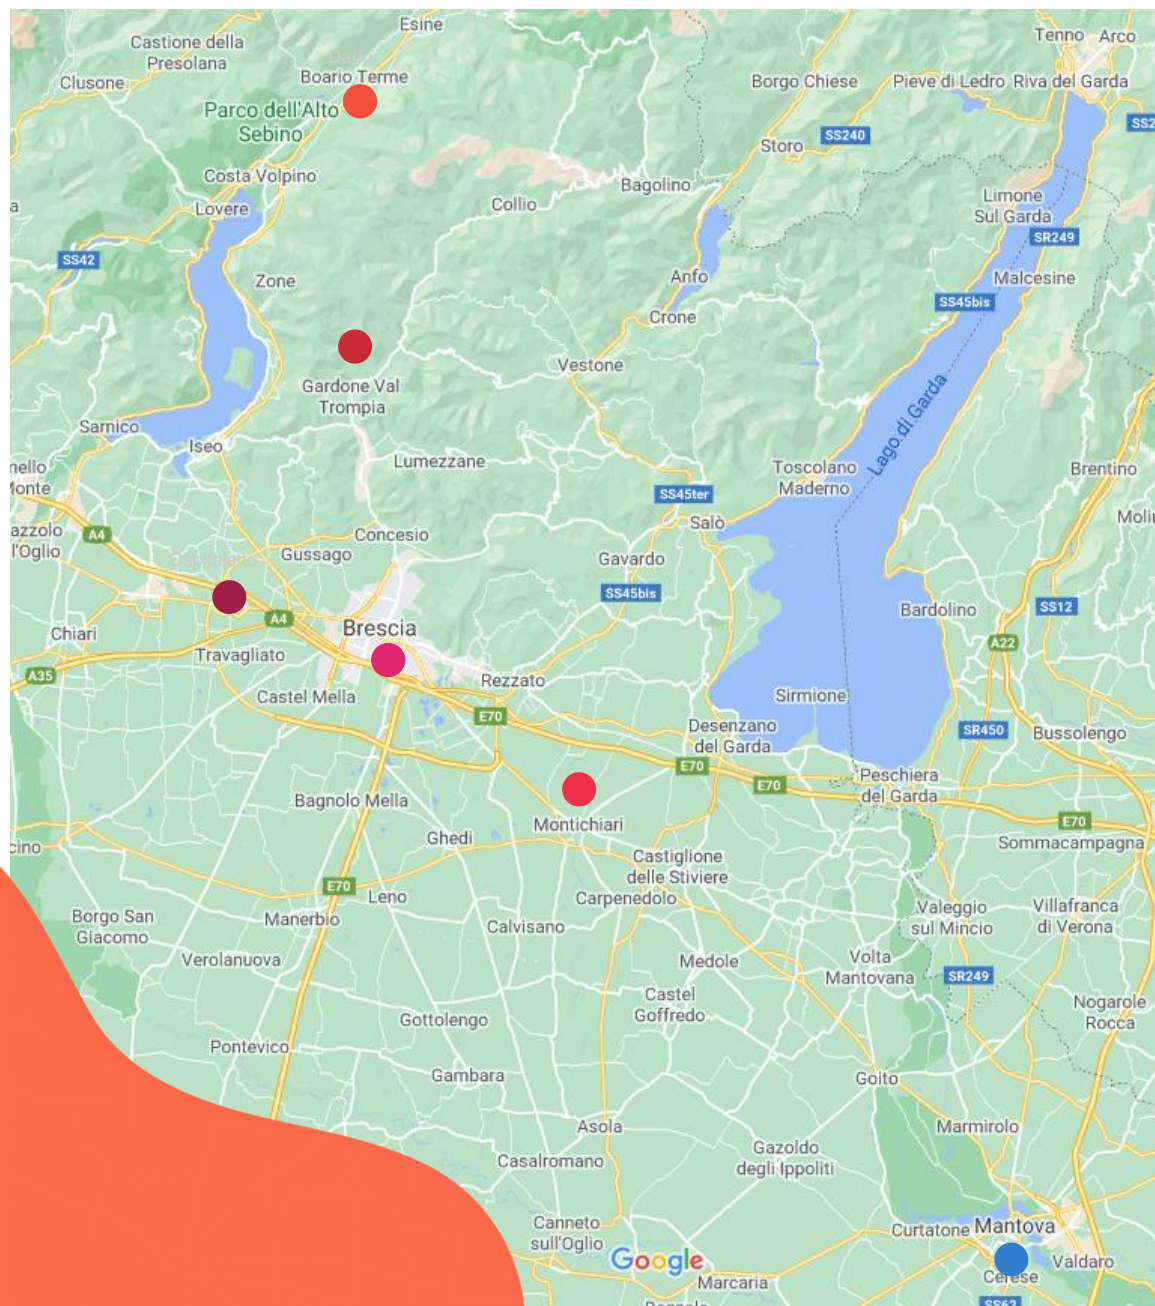 Esine
Castione della
Presolana
Tenno
Arco
Clusone
Boario Terme
Borgo Chiese
Pieve di Ledro
Riva del Garda
Parco dell'Alto
Sebino
SS240
Storo
Costa Volpino
Bagolino
Lovere
Collio
Limone
Sul Garda
SR249
SS42
Zone
Anfo
Malcesine
SS45bis
Crone
Vestone
Gardone Val
Trompia
Lago di Garda
Sarnico
Iseo
Lumezzane
Toscolano
Maderno
Brentino
SS45ter
Salò
A4
Concesio
Gussago
Gavardo
SS45bis
Bardolino
SS12
A4
Chiari
Brescia
A22
Travagliato
A35
Castel Mella
Rezzato
Sirmione
E70
Desenzano
del Garda
SR450
Bussolengo
E70
E70
Peschiera
del Garda
Bagnolo Mella
Montichiari
E70
Ghedi
Sommacampagna
Castiglione
delle Stiviere
E70
Leno
Carpenedolo
Borgo San
Giacomo
Manerbio
Calvisano
Valeggio
sul Mincio
Villafranca
di Verona
Verolanuova
Medole
Volta
Mantovana
SR249
Castel
Goffredo
Nogarole
Rocca
Gottolengo
Pontevico
Gambara
Goito
Asola
Marmirolo
Casalromano
Gazoldo
degli Ippoliti
Canneto
sull'Oglio
Curtatone
Mantova
Google
Valdaro
Marcaria
Cerese
SS62